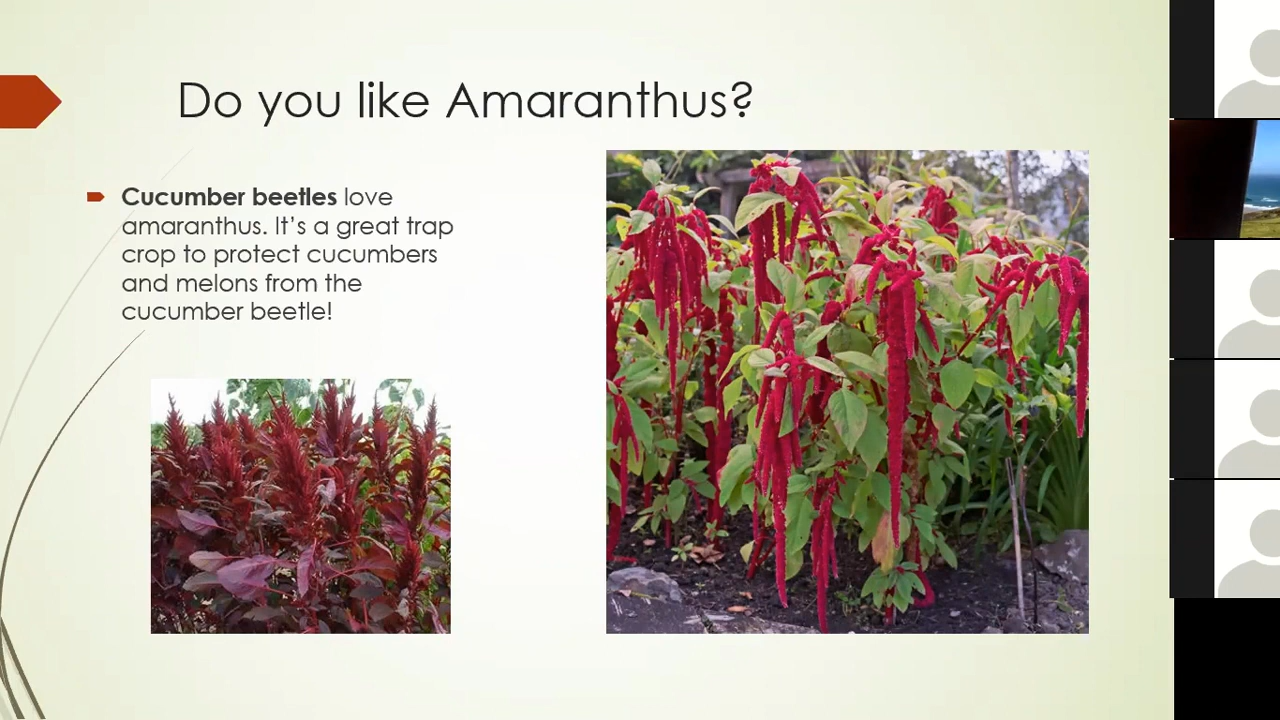 Do you like Amaranthus?
Cucumber beetles love
amaranthus. It’s a great trap
crop to protect cucumbers
and melons from the
cucumber beetle!